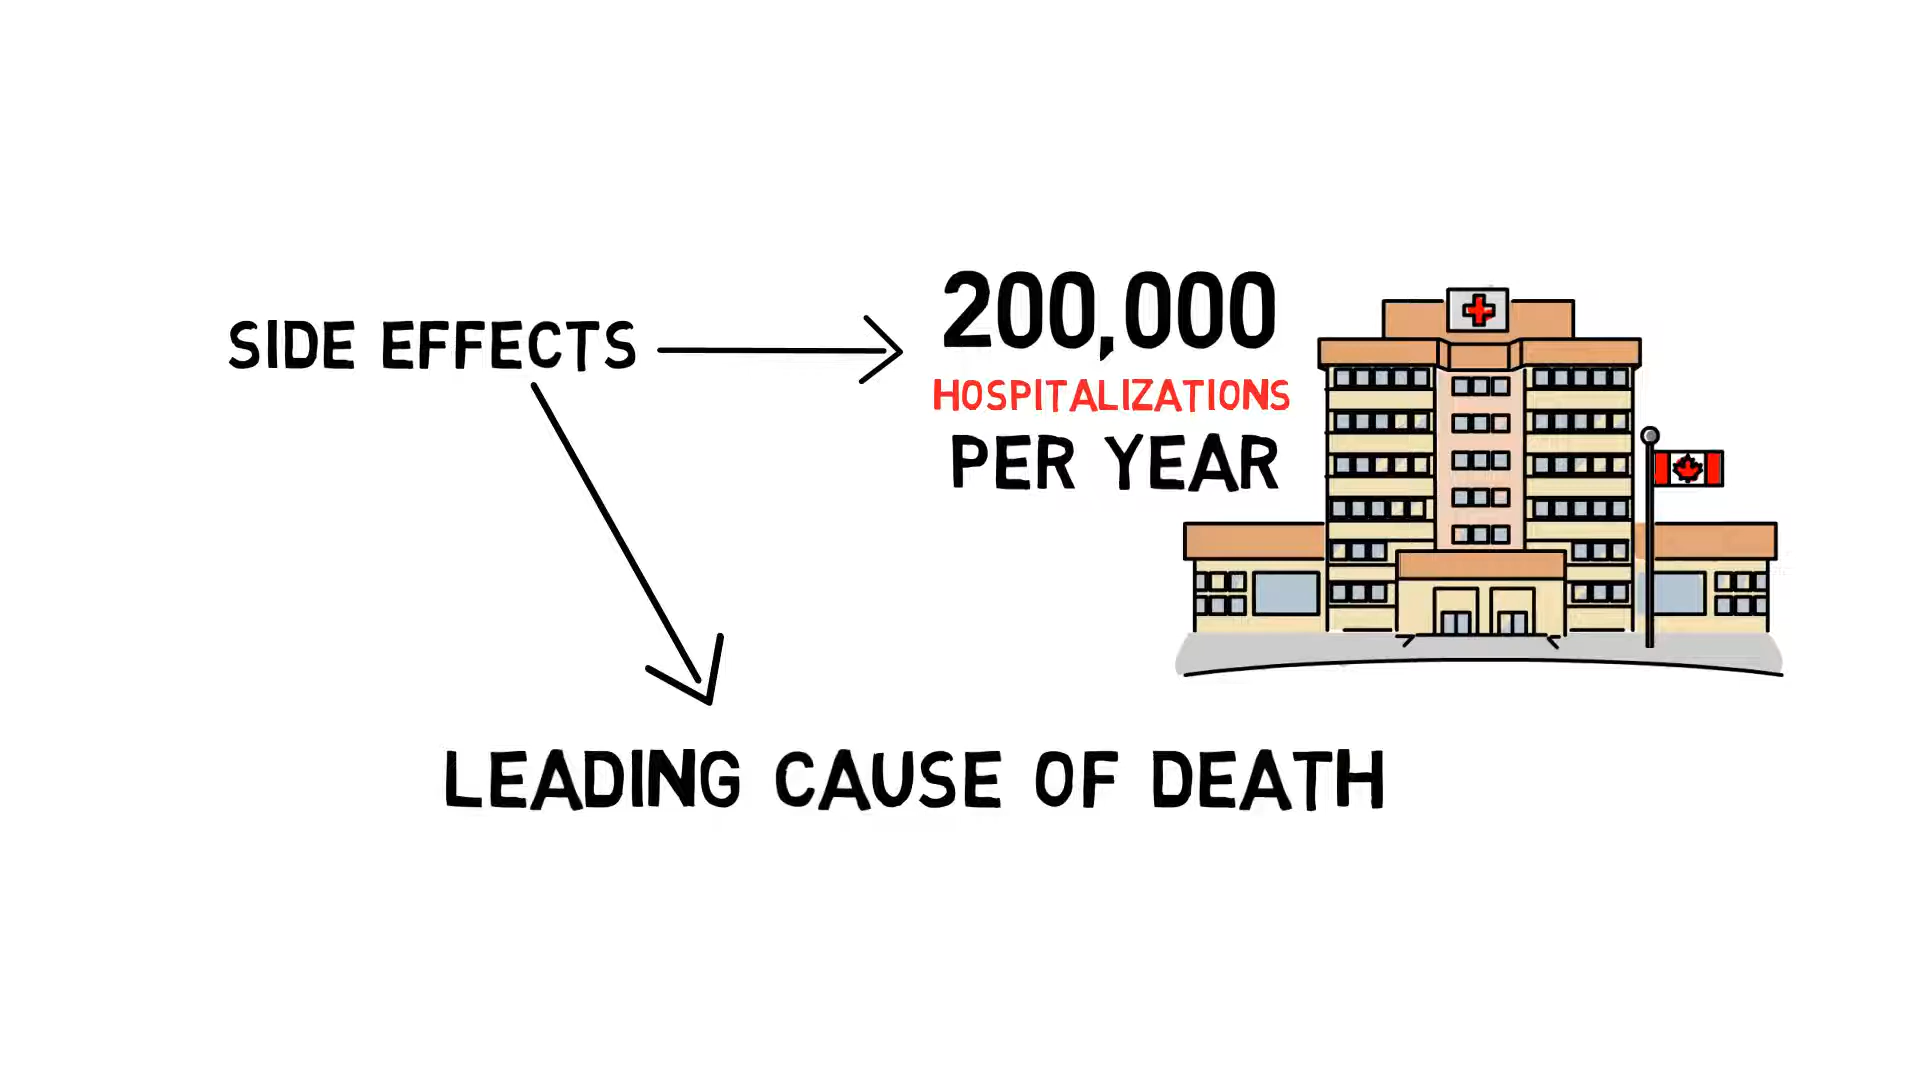 SIDE EFFECTS
200,000
HOSPITALIZATIONS
PER YEAR
LEADING CAUSE OF DEATH